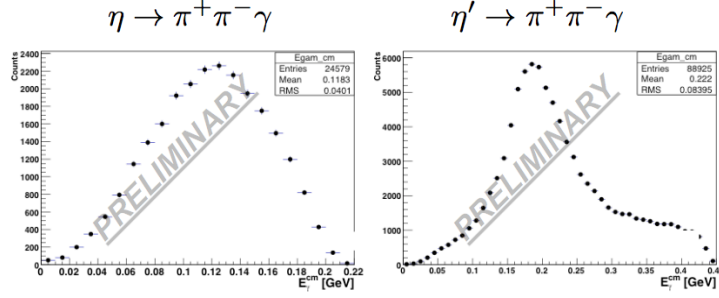 η → π⁺π⁻γ
η′ → π⁺π⁻γ
Counts
2400
2200
2000
1800
1600
1400
1200
1000
800
600
400
200
0
Egam_cm
Entries 24579
Mean 0.1183
RMS 0.0401
PRELIMINARY
0 0.02 0.04 0.06 0.08 0.10 0.12 0.14 0.16 0.18 0.20 0.22
E_γ^cm [GeV]
Counts
6000
5000
4000
3000
2000
1000
0
Egam_cm
Entries 88925
Mean 0.222
RMS 0.08395
PRELIMINARY
0 0.05 0.1 0.15 0.2 0.25 0.3 0.35 0.4
E_γ^cm [GeV]